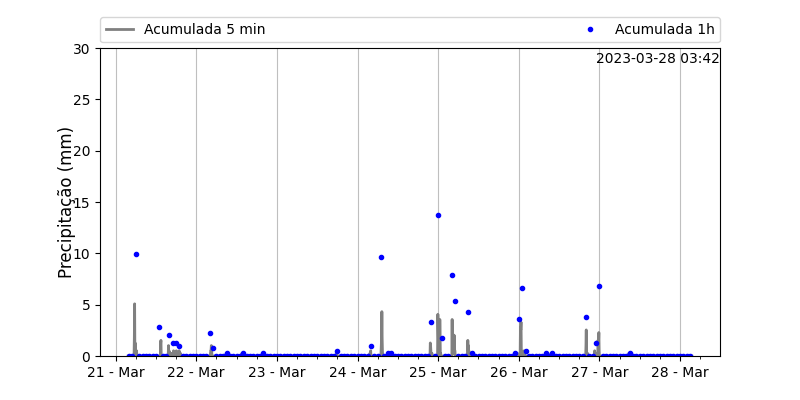 Acumulada 5 min Acumulada 1h
2023-03-28 03:42
Precipitação (mm)
30
25
20
15
10
5
0
21 - Mar 22 - Mar 23 - Mar 24 - Mar 25 - Mar 26 - Mar 27 - Mar 28 - Mar